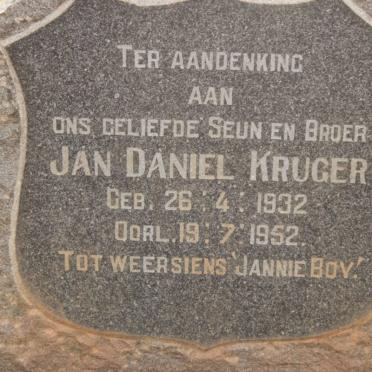 TER AANDENKING
AAN
ONS GELIEFDE SEUN EN BROER
JAN DANIEL KRUGER
GEB. 26:4:1932
OORL. 19:7:1952.
TOT WEERSIENS 'JANNIE BOY.'